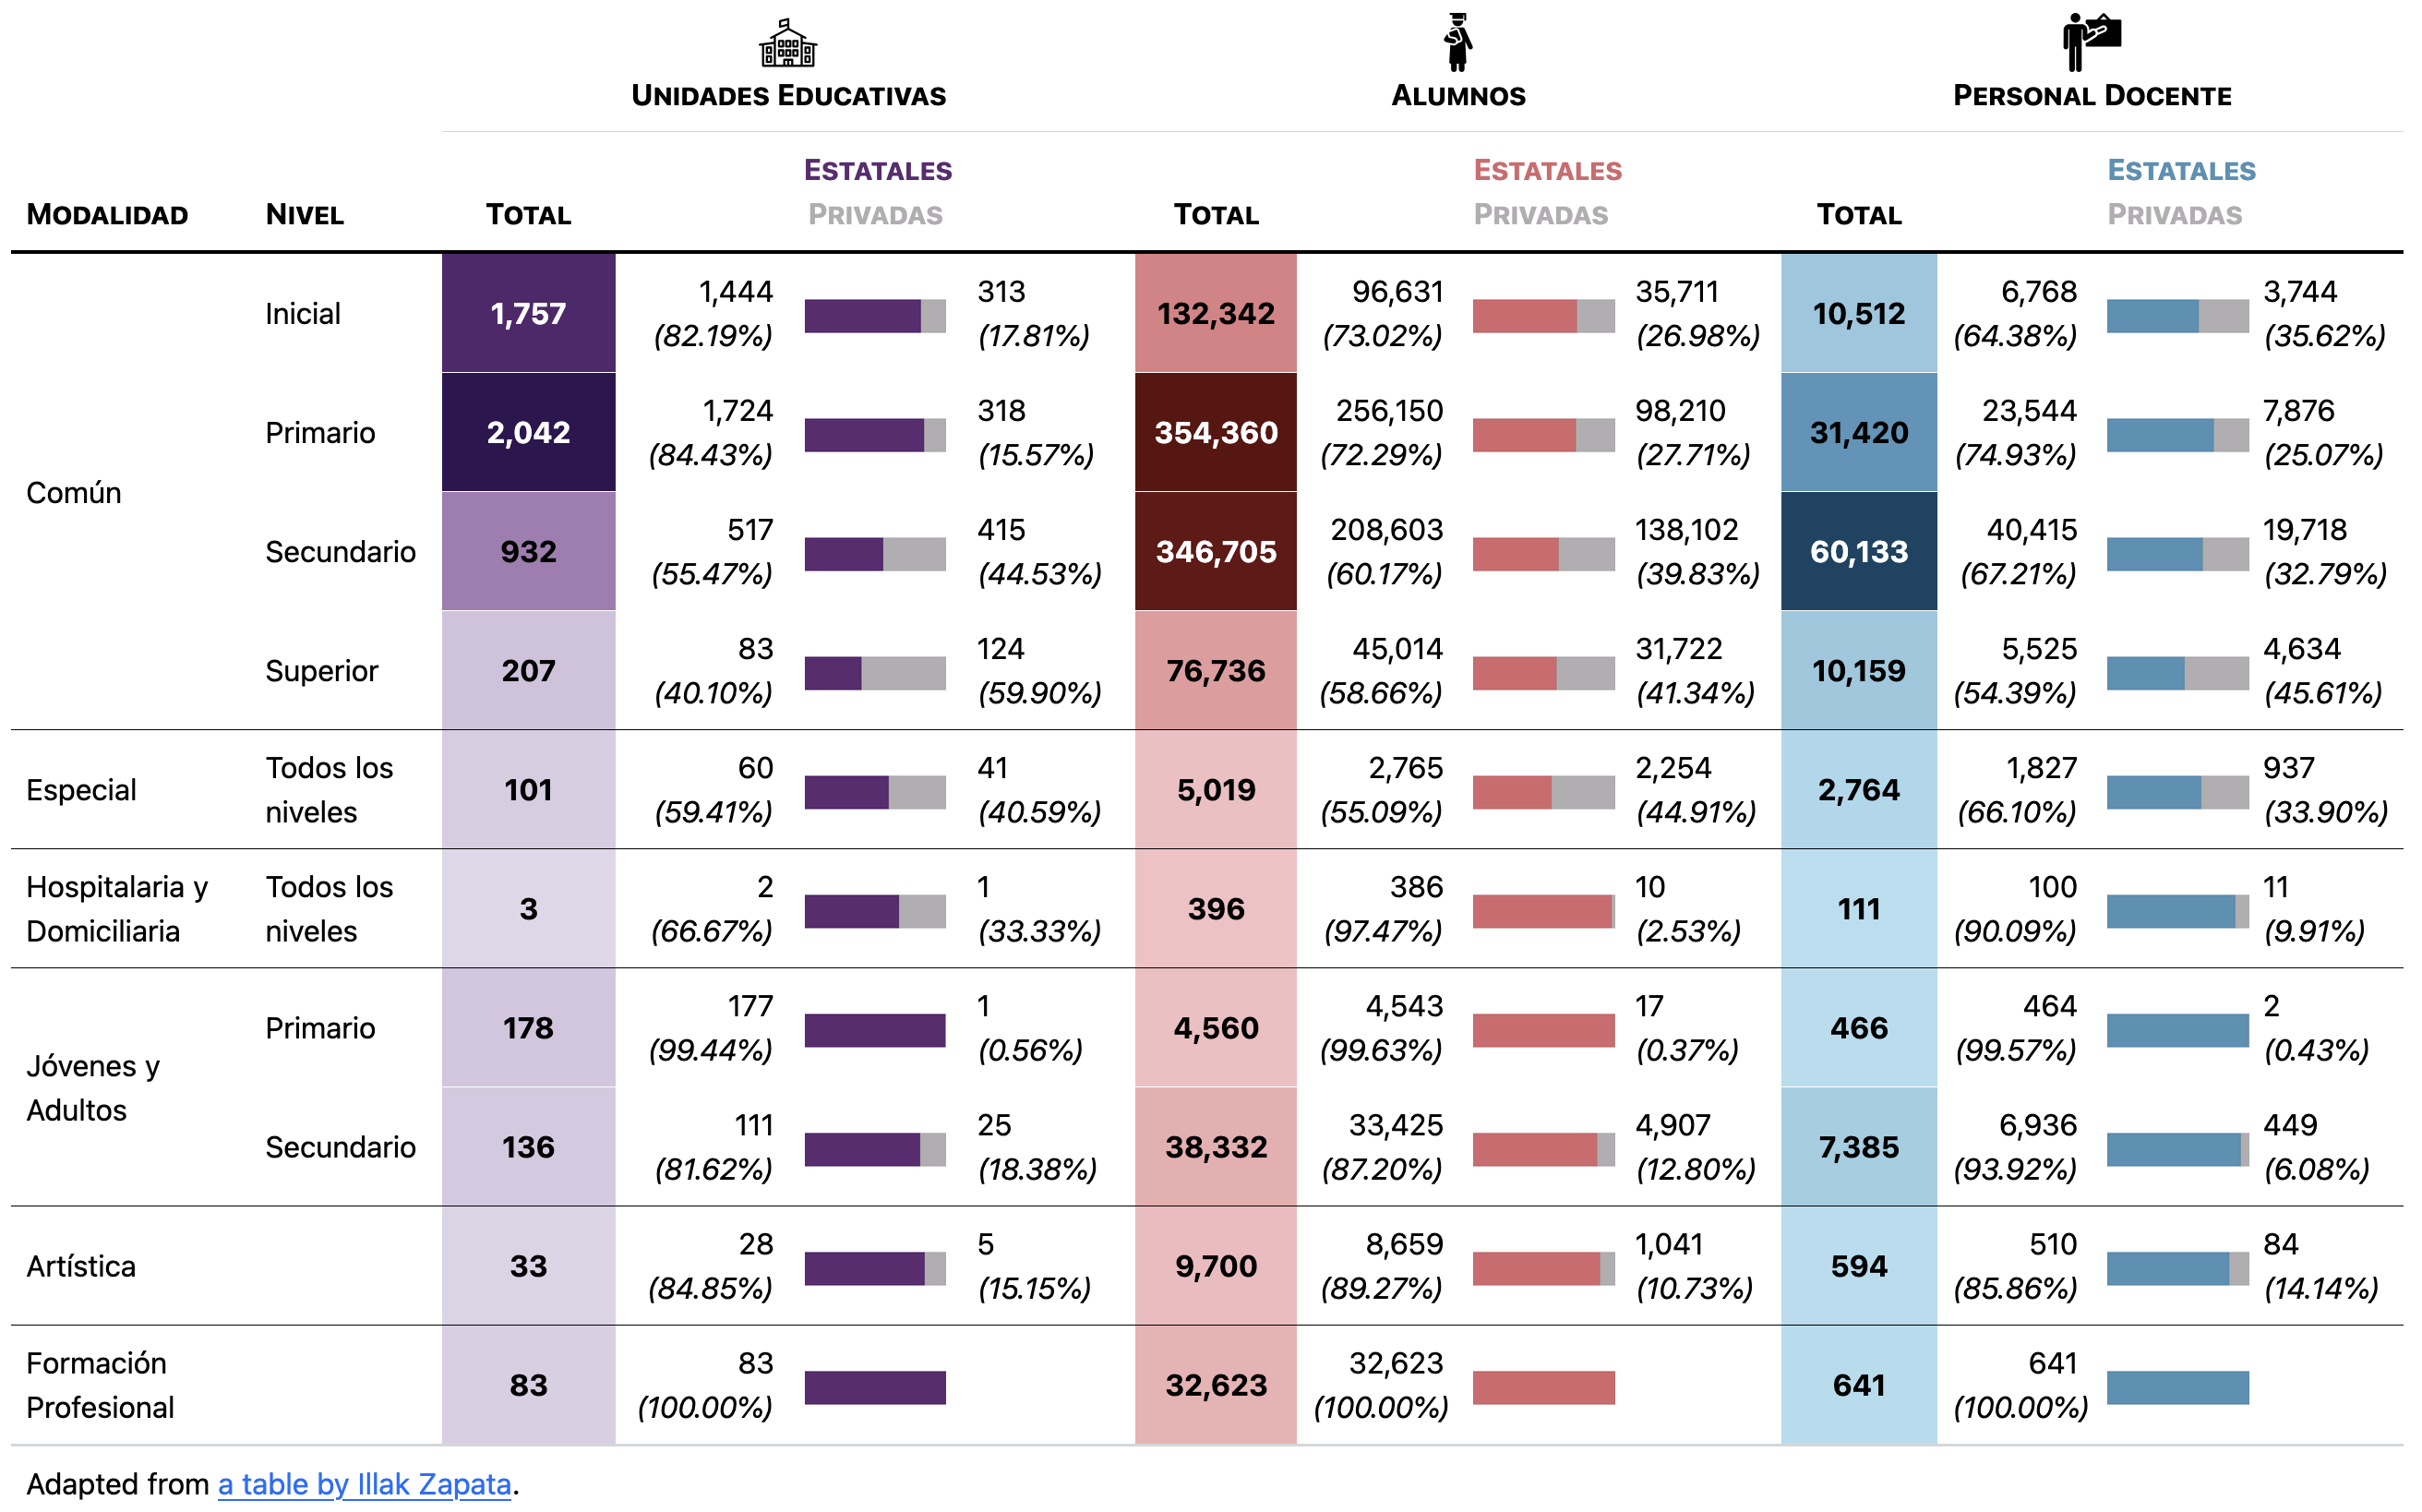 UNIDADES EDUCATIVAS ALUMNOS PERSONAL DOCENTE
ESTATALES ESTATALES ESTATALES
MODALIDAD NIVEL TOTAL PRIVADAS TOTAL PRIVADAS TOTAL PRIVADAS
Común
Inicial 1,757 1,444 313 132,342 96,631 35,711 10,512 6,768 3,744
(82.19%) (17.81%) (73.02%) (26.98%) (64.38%) (35.62%)
Primario 2,042 1,724 318 354,360 256,150 98,210 31,420 23,544 7,876
(84.43%) (15.57%) (72.29%) (27.71%) (74.93%) (25.07%)
Secundario 932 517 415 346,705 208,603 138,102 60,133 40,415 19,718
(55.47%) (44.53%) (60.17%) (39.83%) (67.21%) (32.79%)
Superior 207 83 124 76,736 45,014 31,722 10,159 5,525 4,634
(40.10%) (59.90%) (58.66%) (41.34%) (54.39%) (45.61%)
Especial Todos los 101 60 41 5,019 2,765 2,254 2,764 1,827 937
niveles (59.41%) (40.59%) (55.09%) (44.91%) (66.10%) (33.90%)
Hospitalaria y Todos los 3 2 1 396 386 10 111 100 11
Domiciliaria niveles (66.67%) (33.33%) (97.47%) (2.53%) (90.09%) (9.91%)
Jóvenes y
Adultos
Primario 178 177 1 4,560 4,543 17 466 464 2
(99.44%) (0.56%) (99.63%) (0.37%) (99.57%) (0.43%)
Secundario 136 111 25 38,332 33,425 4,907 7,385 6,936 449
(81.62%) (18.38%) (87.20%) (12.80%) (93.92%) (6.08%)
Artística 33 28 5 9,700 8,659 1,041 594 510 84
(84.85%) (15.15%) (89.27%) (10.73%) (85.86%) (14.14%)
Formación 83 83 32,623 32,623 641 641
Profesional (100.00%) (100.00%) (100.00%)
Adapted from a table by Illak Zapata.